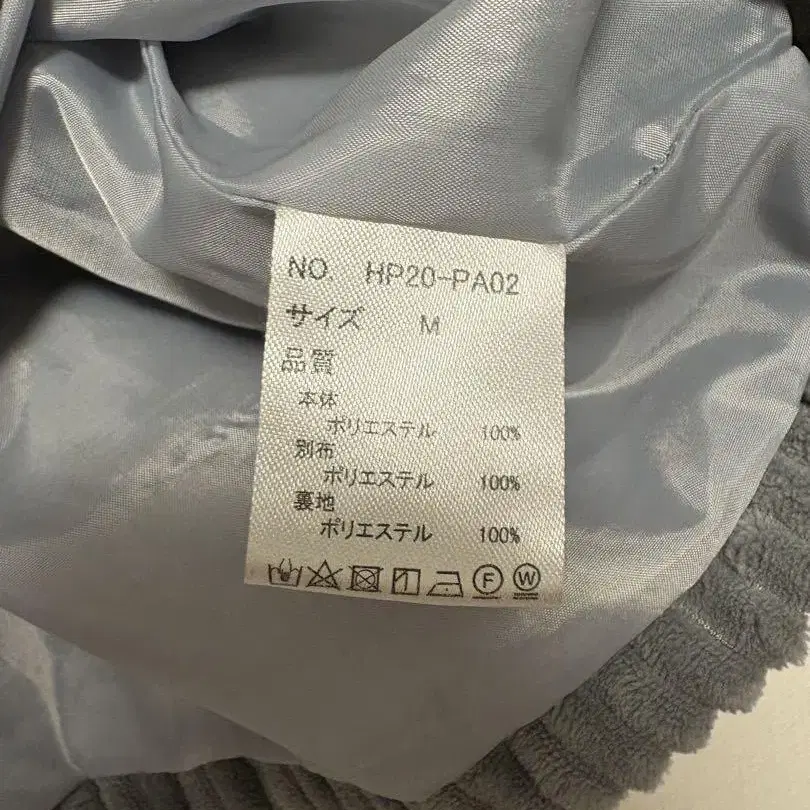 NO. HP20-PA02
サイズ M
品質
本体
ポリエステル 100%
別布
ポリエステル 100%
裏地
ポリエステル 100%
F W